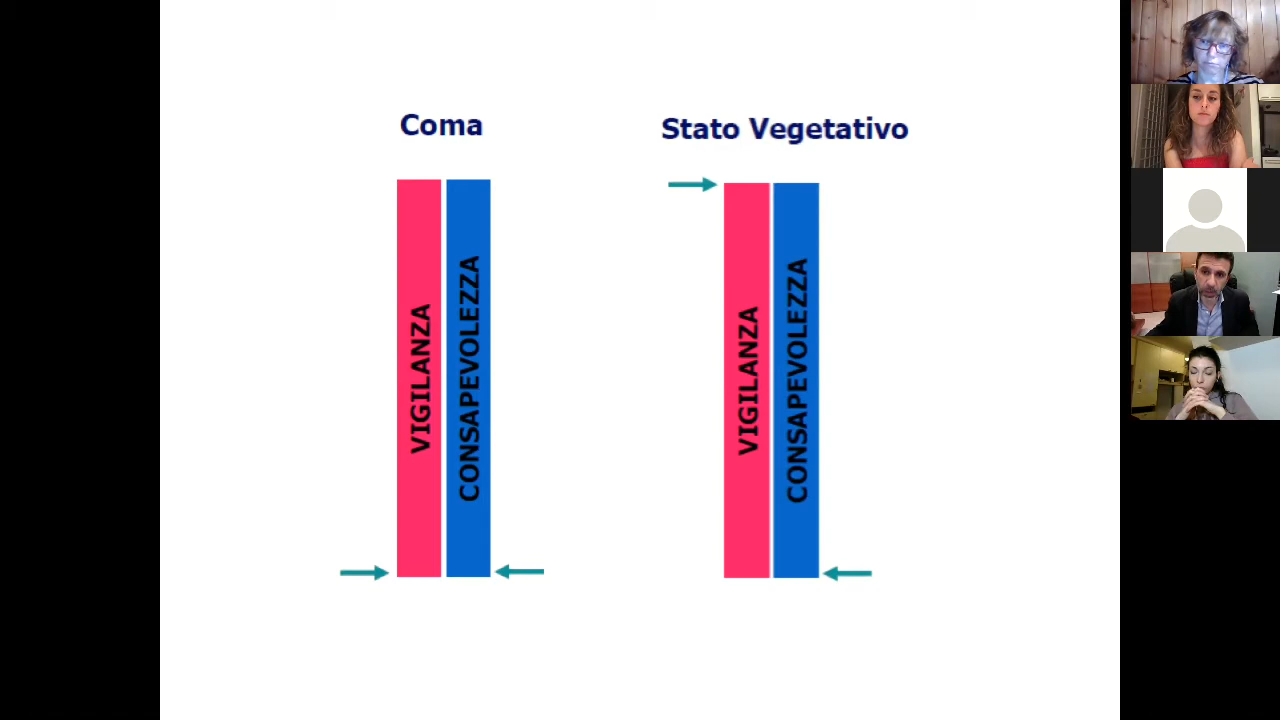 Coma
Stato Vegetativo
VIGILANZA
CONSAPEVOLEZZA
VIGILANZA
CONSAPEVOLEZZA